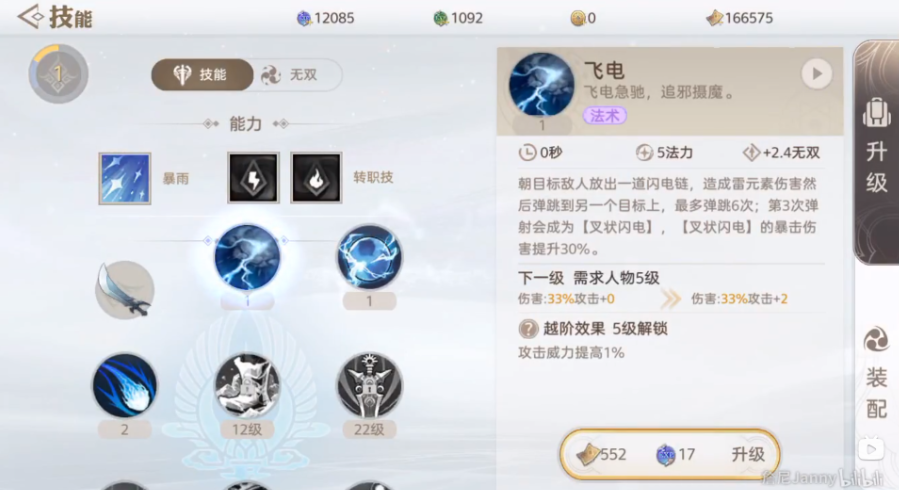 技能
12085
1092
0
166575
1
技能
无双
能力
暴雨
转职技
1
1
2
12级
22级
飞电
飞电急驰，追邪摄魔。
法术
1
0秒
5法力
+2.4无双
朝目标敌人放出一道闪电链，造成雷元素伤害然
后弹跳到另一个目标上，最多弹跳6次；第3次弹
射会成为【叉状闪电】，【叉状闪电】的暴击伤
害提升30%。
下一级 需求人物5级
伤害:33%攻击+0
伤害:33%攻击+2
越阶效果 5级解锁
攻击威力提高1%
552
17
升级
升级
装配
Janny bilibili